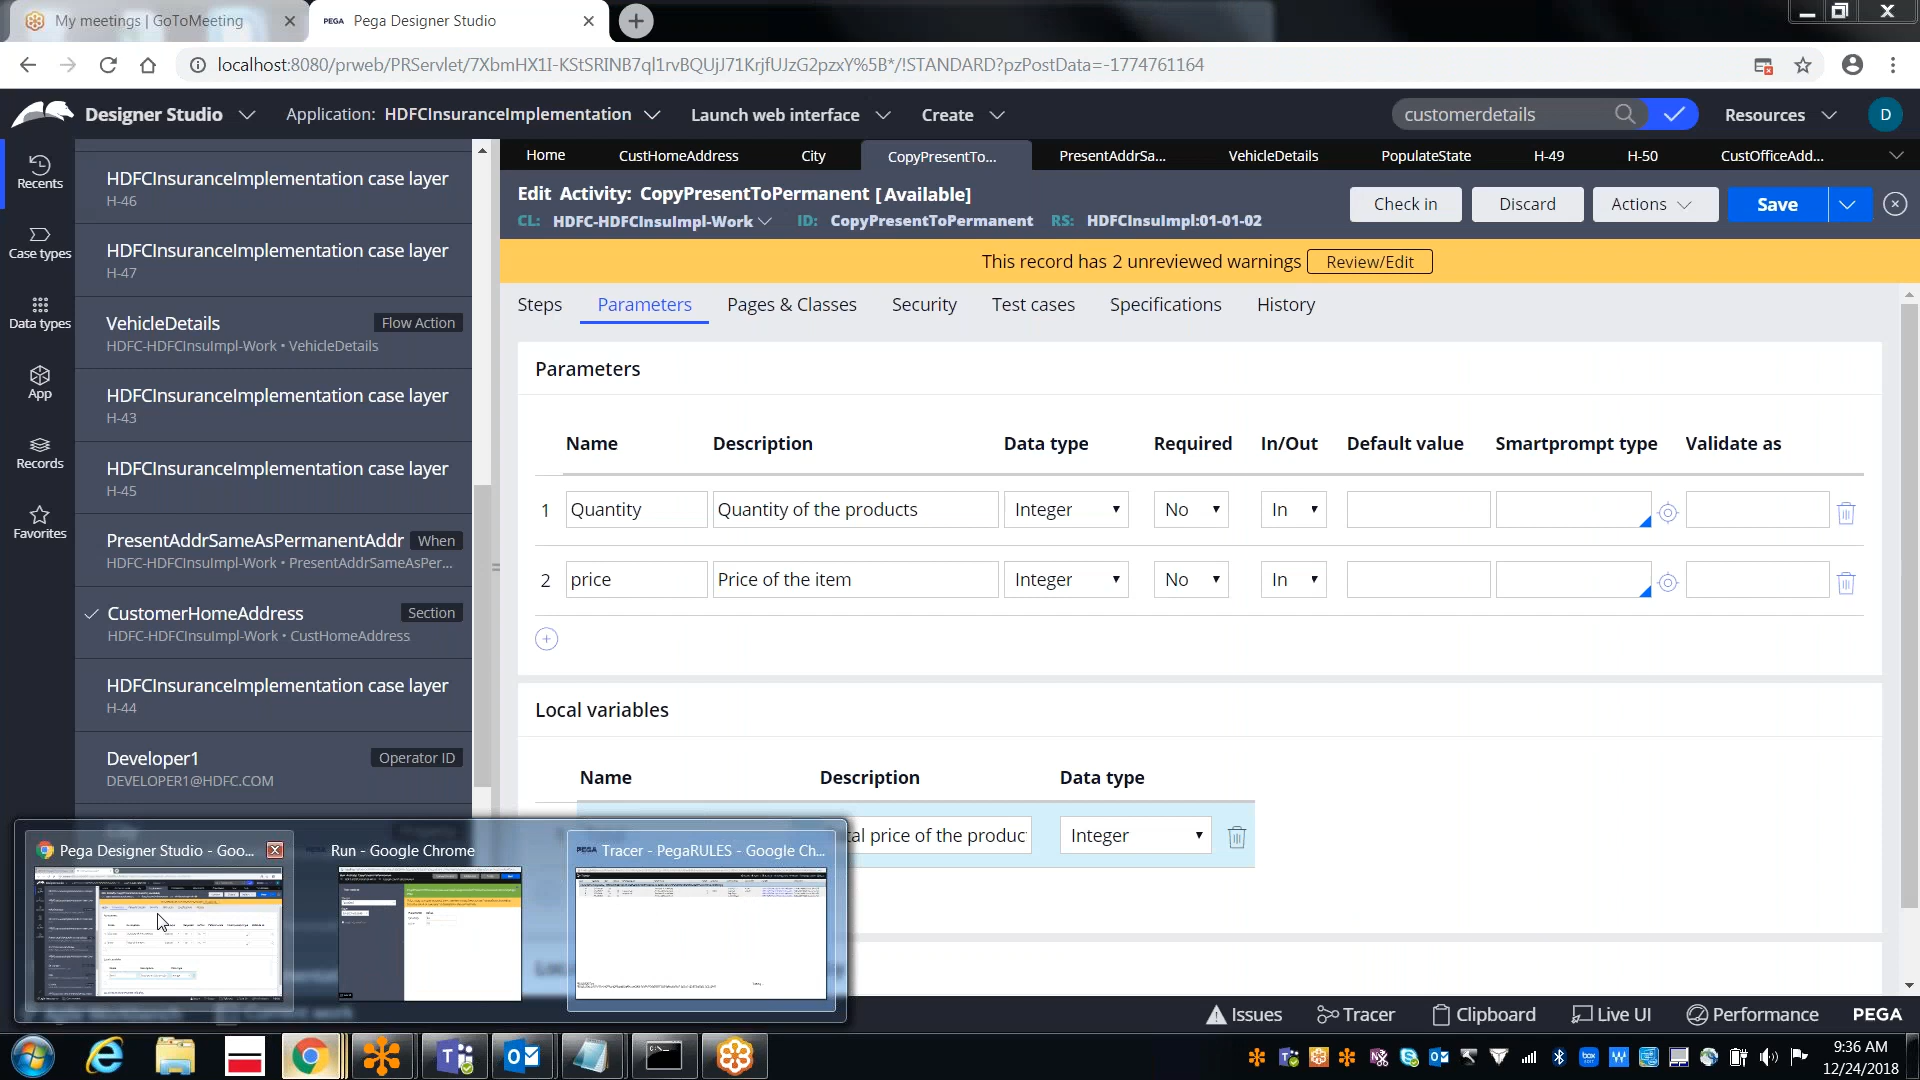 My meetings | GoToMeeting
PEGA Pega Designer Studio
localhost:8080/prweb/PRServlet/7XbmHX1I-KStSRINB7ql1rvBQUjJ71KrjfUJzG2pzxY%5B*/!STANDARD?pzPostData=-1774761164
Designer Studio
Application: HDFCInsuranceImplementation
Launch web interface
Create
customerdetails
Resources
D
Home
CustHomeAddress
City
CopyPresentTo...
PresentAddrSa...
VehicleDetails
PopulateState
H-49
H-50
CustOfficeAdd...
Recents
Case types
Data types
App
Records
Favorites
HDFCInsuranceImplementation case layer
H-46
HDFCInsuranceImplementation case layer
H-47
VehicleDetails Flow Action
HDFC-HDFCInsuImpl-Work • VehicleDetails
HDFCInsuranceImplementation case layer
H-43
HDFCInsuranceImplementation case layer
H-45
PresentAddrSameAsPermanentAddr When
HDFC-HDFCInsuImpl-Work • PresentAddrSameAsPer...
CustomerHomeAddress Section
HDFC-HDFCInsuImpl-Work • CustHomeAddress
HDFCInsuranceImplementation case layer
H-44
Developer1 Operator ID
DEVELOPER1@HDFC.COM
Edit Activity: CopyPresentToPermanent [Available]
CL: HDFC-HDFCInsuImpl-Work ID: CopyPresentToPermanent RS: HDFCInsuImpl:01-01-02
Check in
Discard
Actions
Save
This record has 2 unreviewed warnings Review/Edit
Steps Parameters Pages & Classes Security Test cases Specifications History
Parameters
Name Description Data type Required In/Out Default value Smartprompt type Validate as
1 Quantity Quantity of the products Integer No In
2 price Price of the item Integer No In
Local variables
Name Description Data type
tal price of the produc Integer
Pega Designer Studio - Goo...
Run - Google Chrome
PEGA Tracer - PegaRULES - Google Ch...
Issues
Tracer
Clipboard
Live UI
Performance
PEGA
9:36 AM
12/24/2018